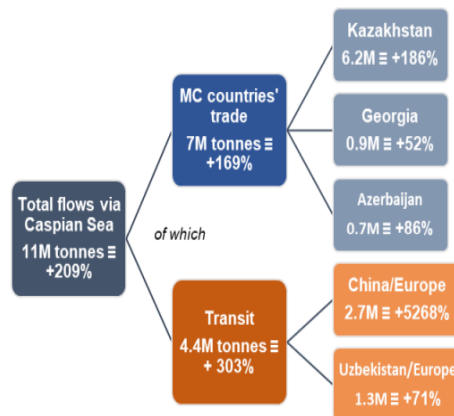 Total flows via
Caspian Sea
11M tonnes ≡
+209%
of which
MC countries'
trade
7M tonnes ≡
+169%
Kazakhstan
6.2M ≡ +186%
Georgia
0.9M ≡ +52%
Azerbaijan
0.7M ≡ +86%
Transit
4.4M tonnes ≡
+ 303%
China/Europe
2.7M ≡ +5268%
Uzbekistan/Europe
1.3M ≡ +71%